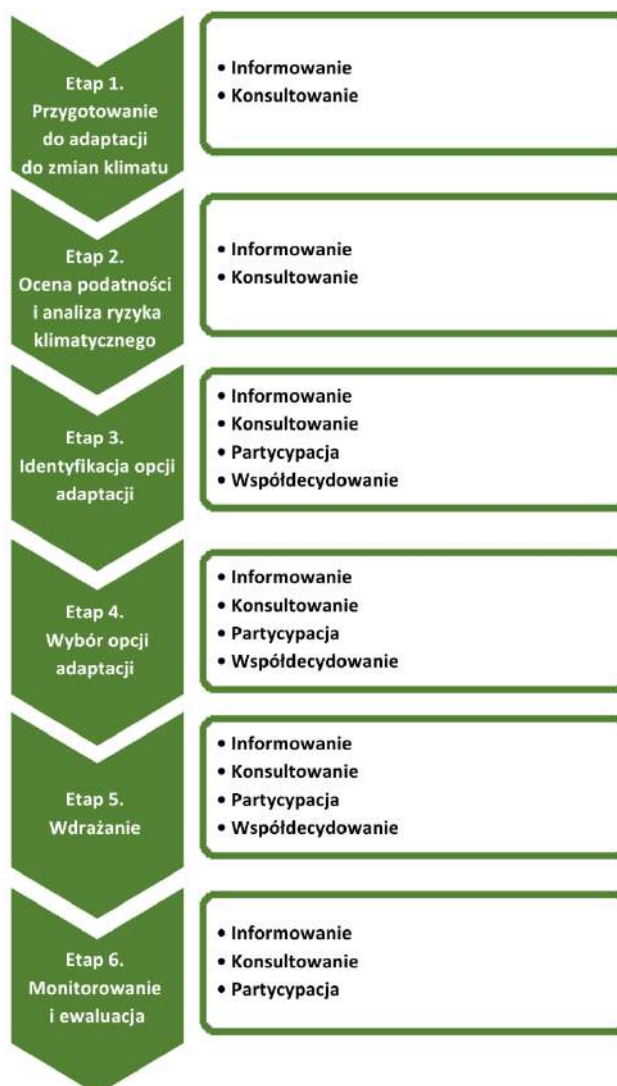 Etap 1.
Przygotowanie
do adaptacji
do zmian klimatu
• Informowanie
• Konsultowanie
Etap 2.
Ocena podatności
i analiza ryzyka
klimatycznego
• Informowanie
• Konsultowanie
Etap 3.
Identyfikacja opcji
adaptacji
• Informowanie
• Konsultowanie
• Partycypacja
• Współdecydowanie
Etap 4.
Wybór opcji
adaptacji
• Informowanie
• Konsultowanie
• Partycypacja
• Współdecydowanie
Etap 5.
Wdrażanie
• Informowanie
• Konsultowanie
• Partycypacja
• Współdecydowanie
Etap 6.
Monitorowanie
i ewaluacja
• Informowanie
• Konsultowanie
• Partycypacja